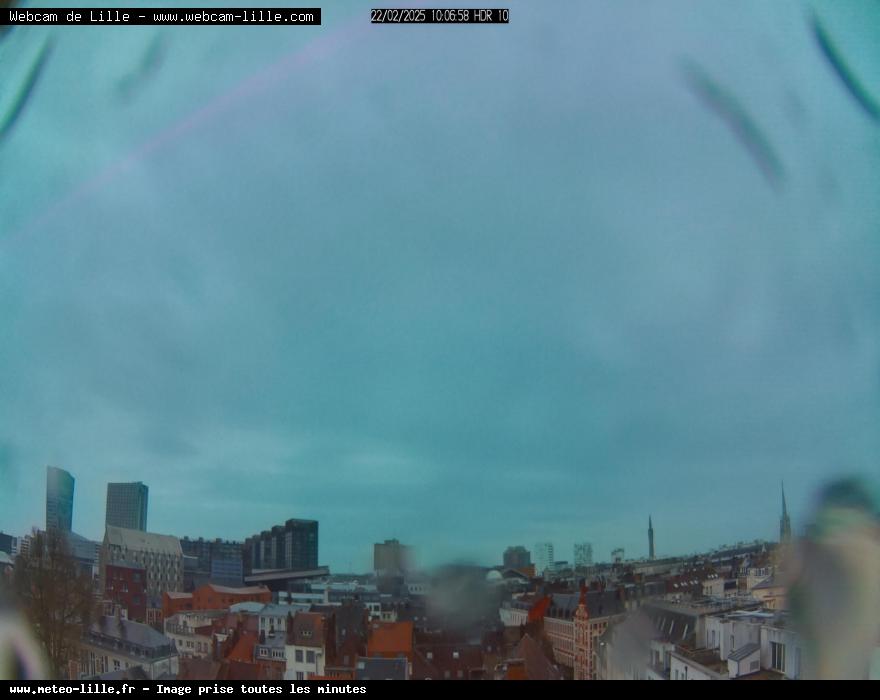 Webcam de Lille - www.webcam-lille.com
22/02/2025 10:06:58 HDR 10
www.meteo-lille.fr - Image prise toutes les minutes